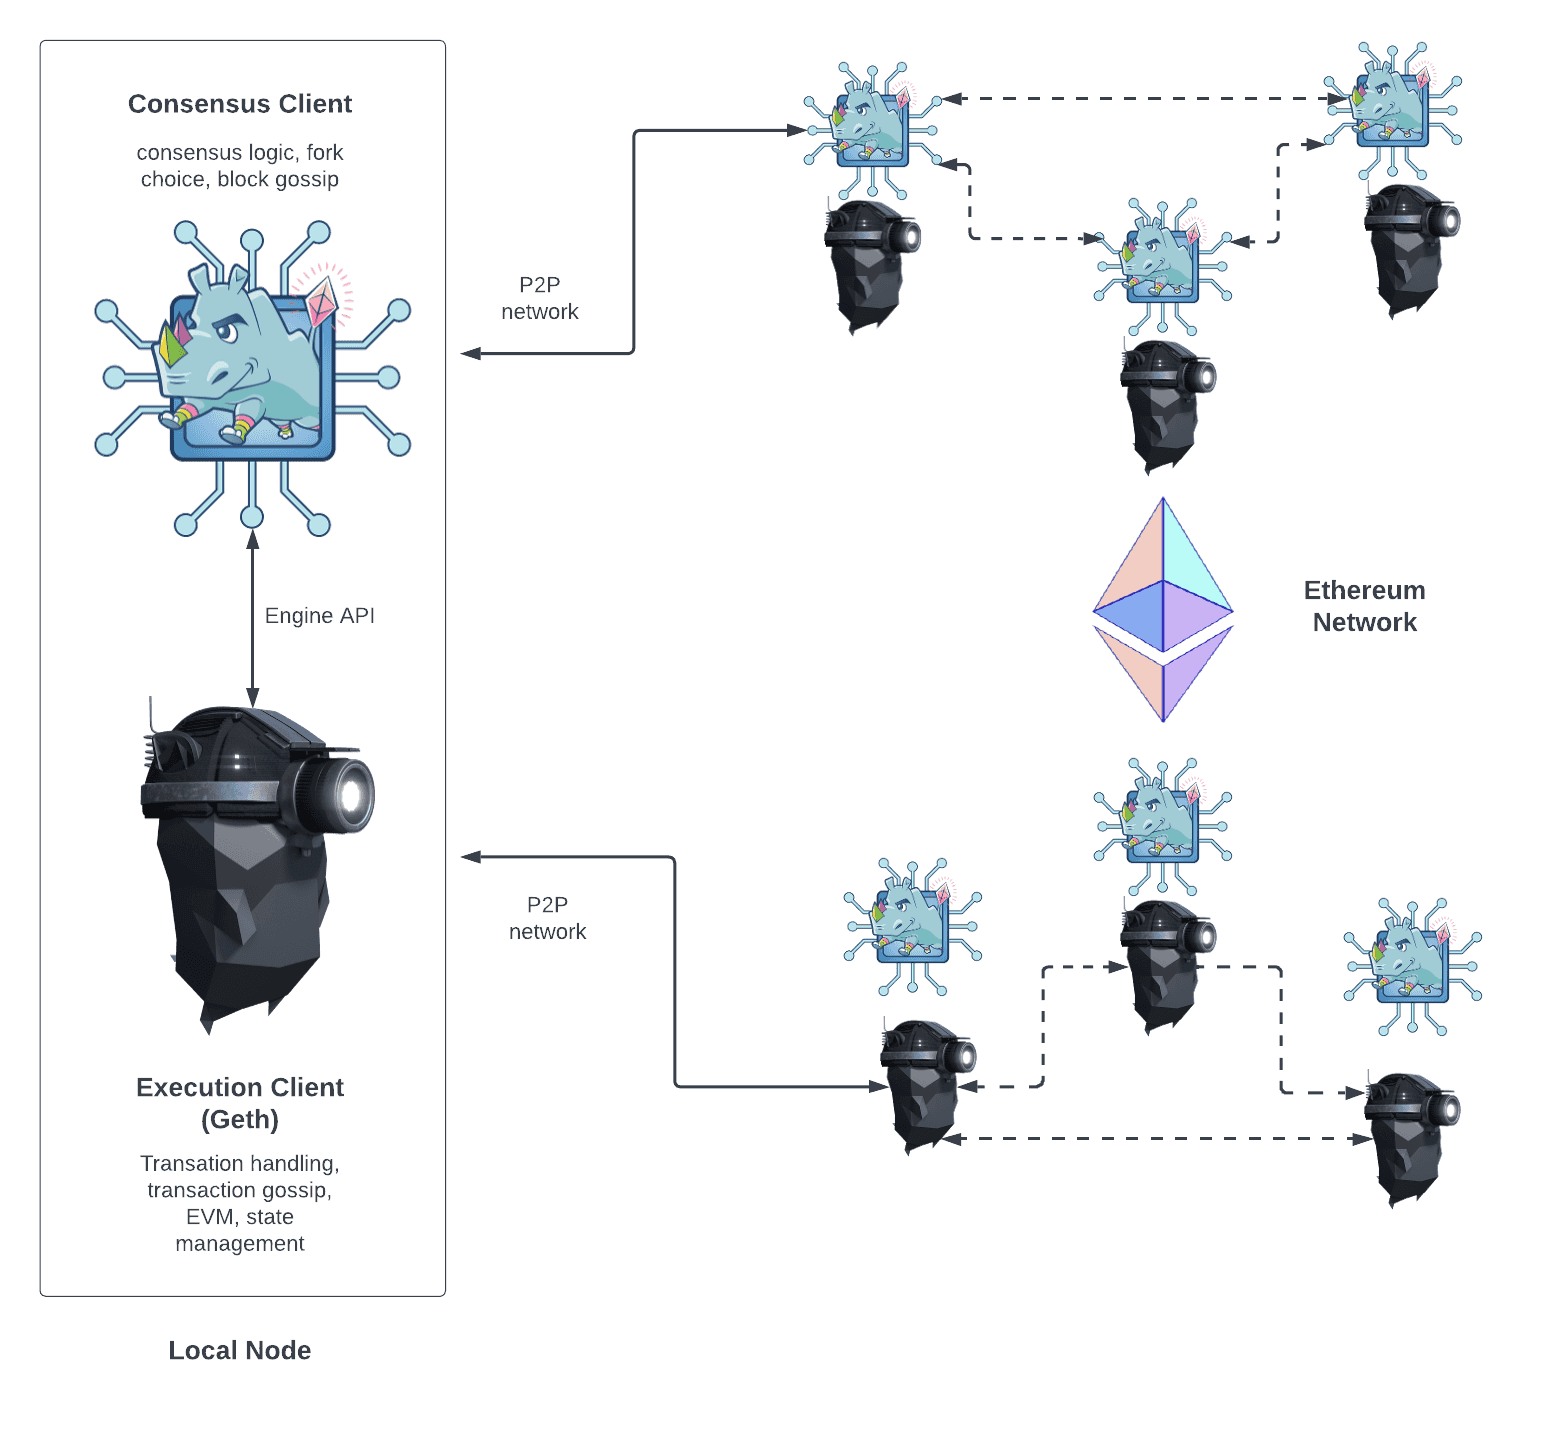 Consensus Client
consensus logic, fork
choice, block gossip
Engine API
Execution Client
(Geth)
Transation handling,
transaction gossip,
EVM, state
management
Local Node
P2P
network
P2P
network
Ethereum
Network